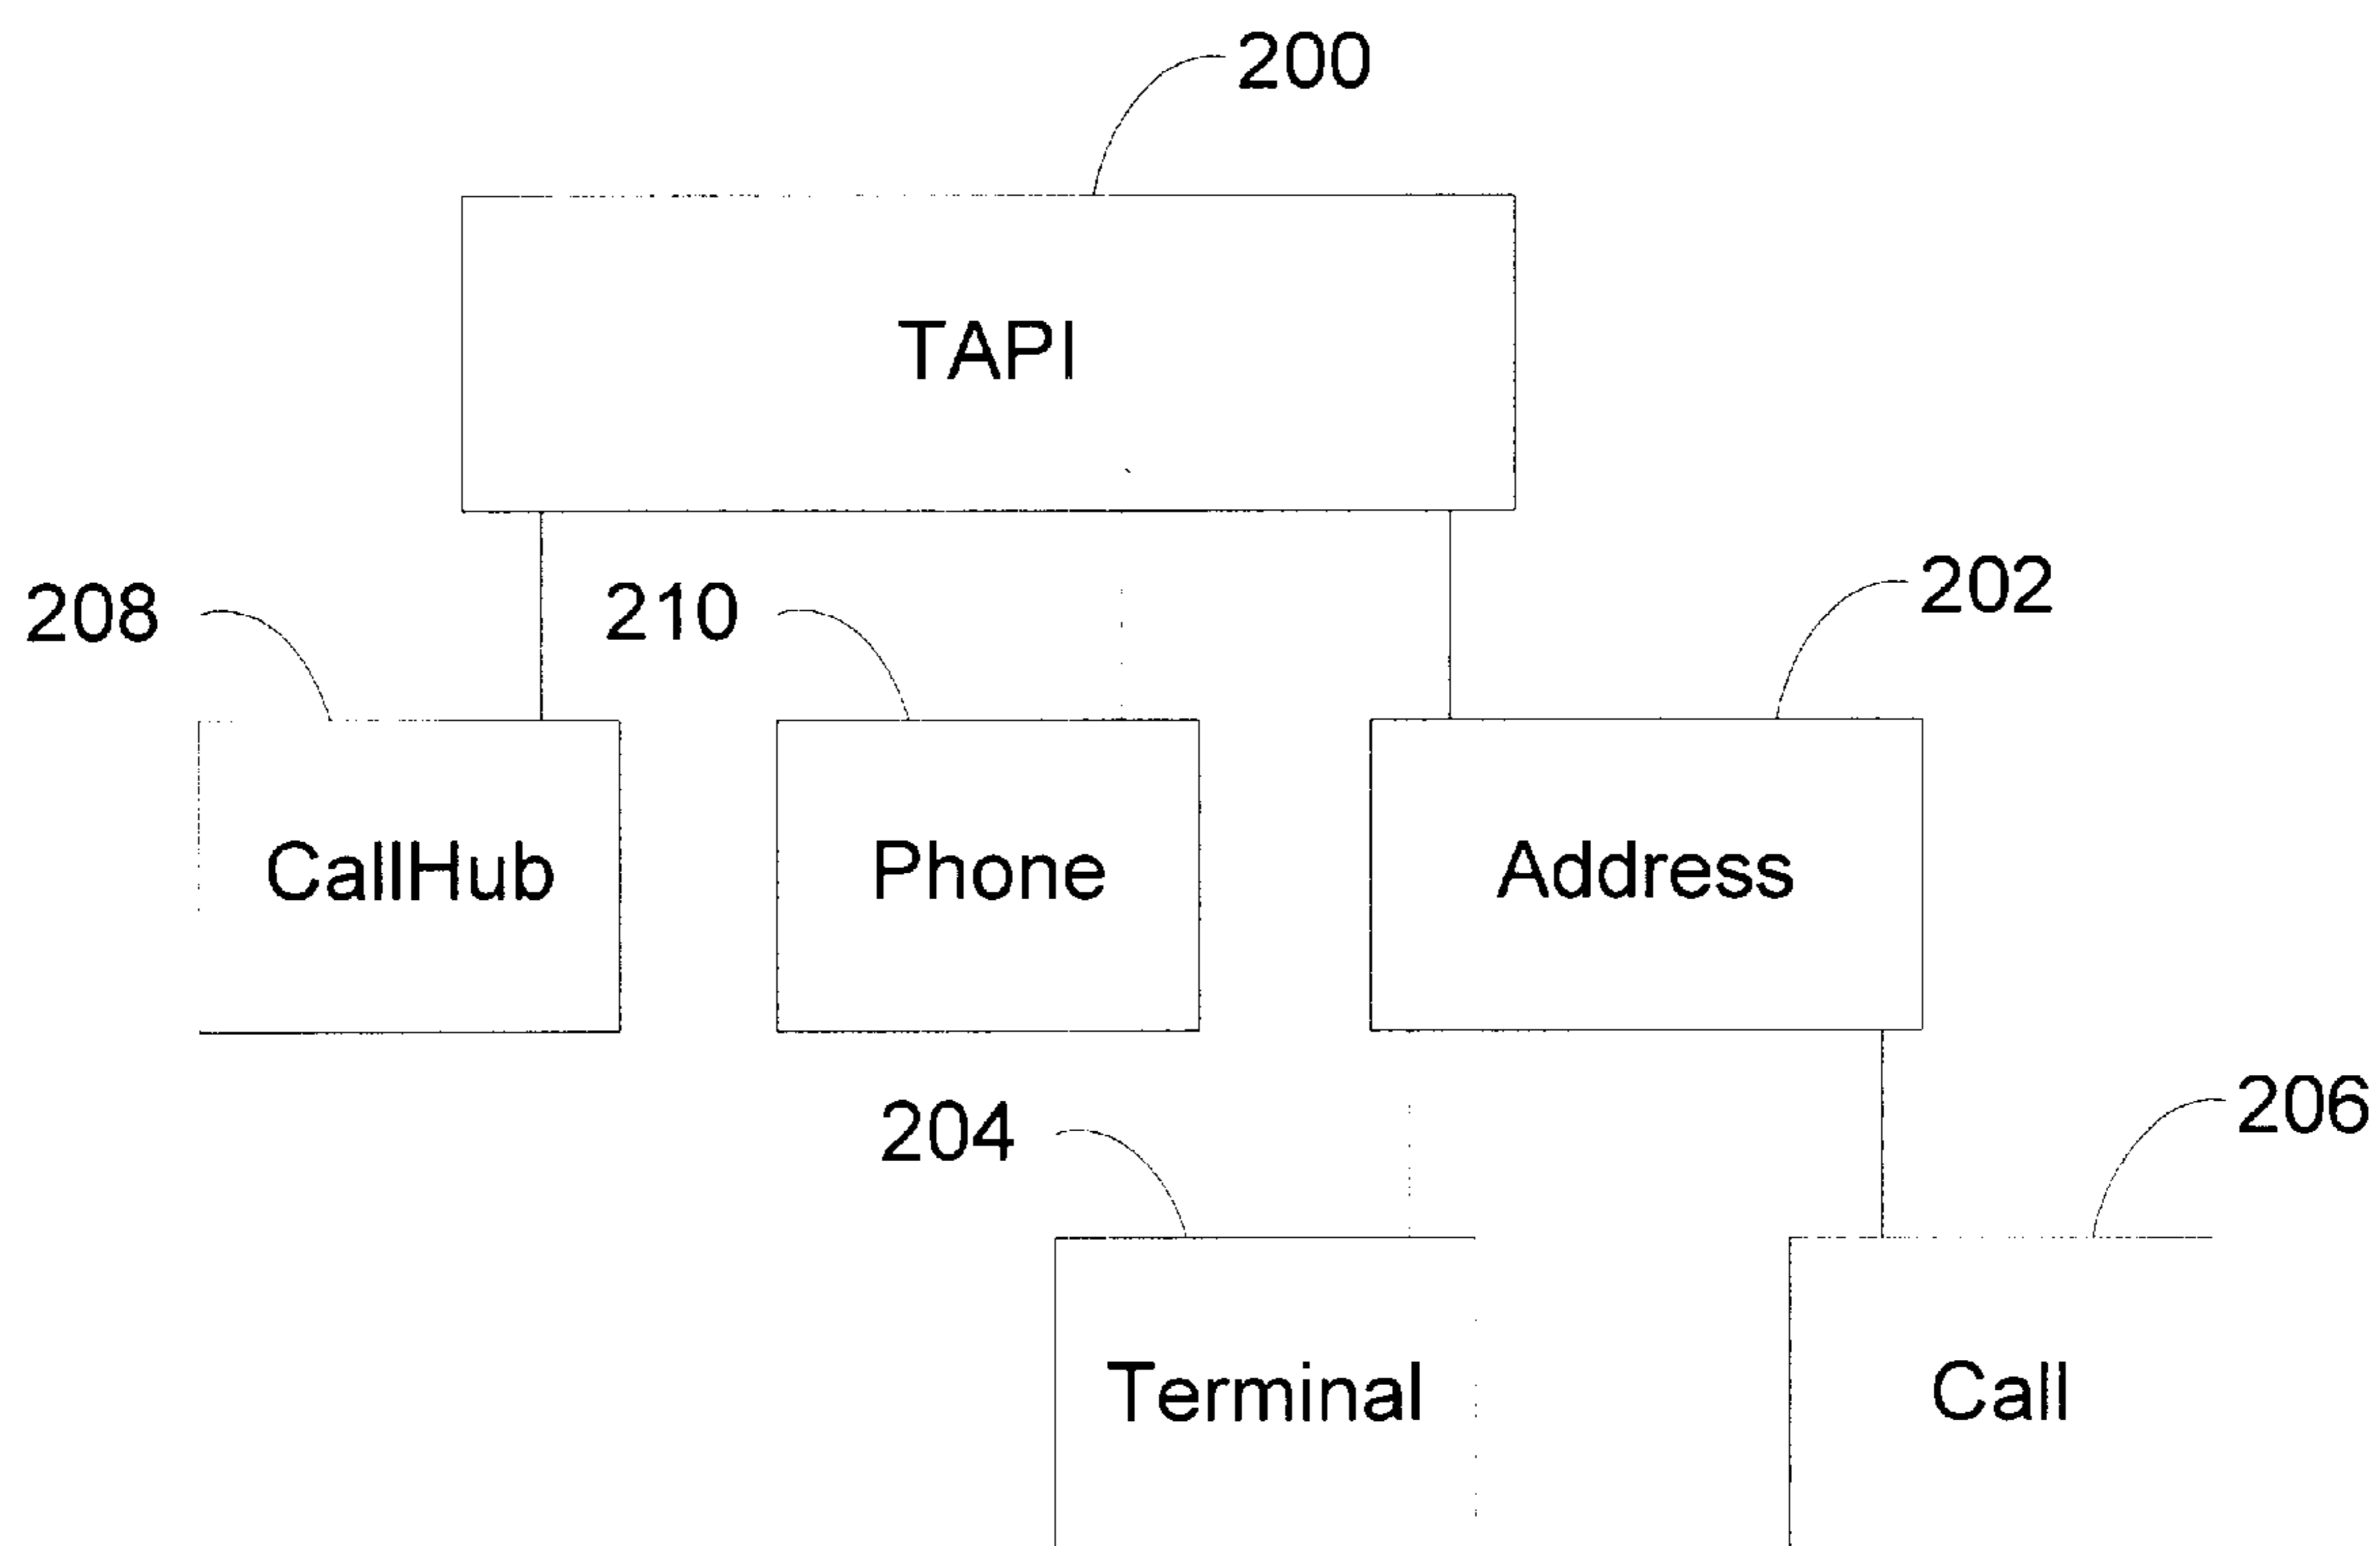 200
TAPI
208
210
202
CallHub
Phone
Address
204
206
Terminal
Call